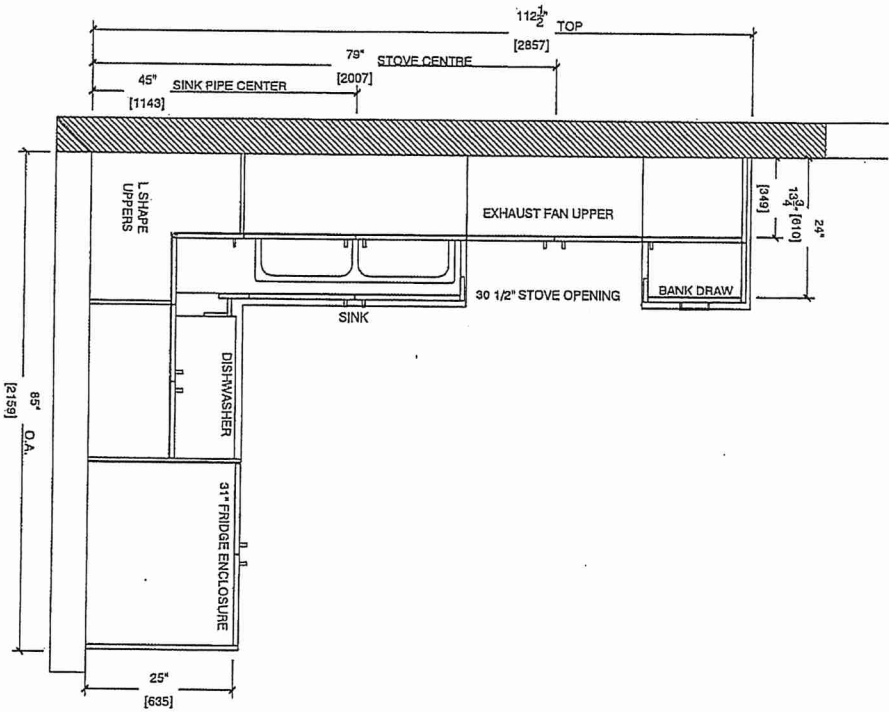 112 1/2" TOP
[2857]
79" STOVE CENTRE
[2007]
45" SINK PIPE CENTER
[1143]
L SHAPE
UPPERS
EXHAUST FAN UPPER
13 3/4" [610]
[349]
24"
30 1/2" STOVE OPENING
BANK DRAW
SINK
DISHWASHER
85" O.A.
[2159]
31" FRIDGE ENCLOSURE
25"
[635]